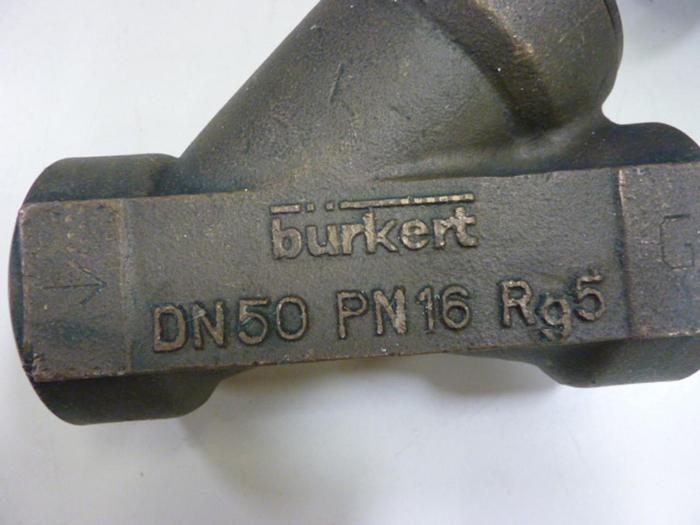 bürkert
DN50 PN16 Rg5
G